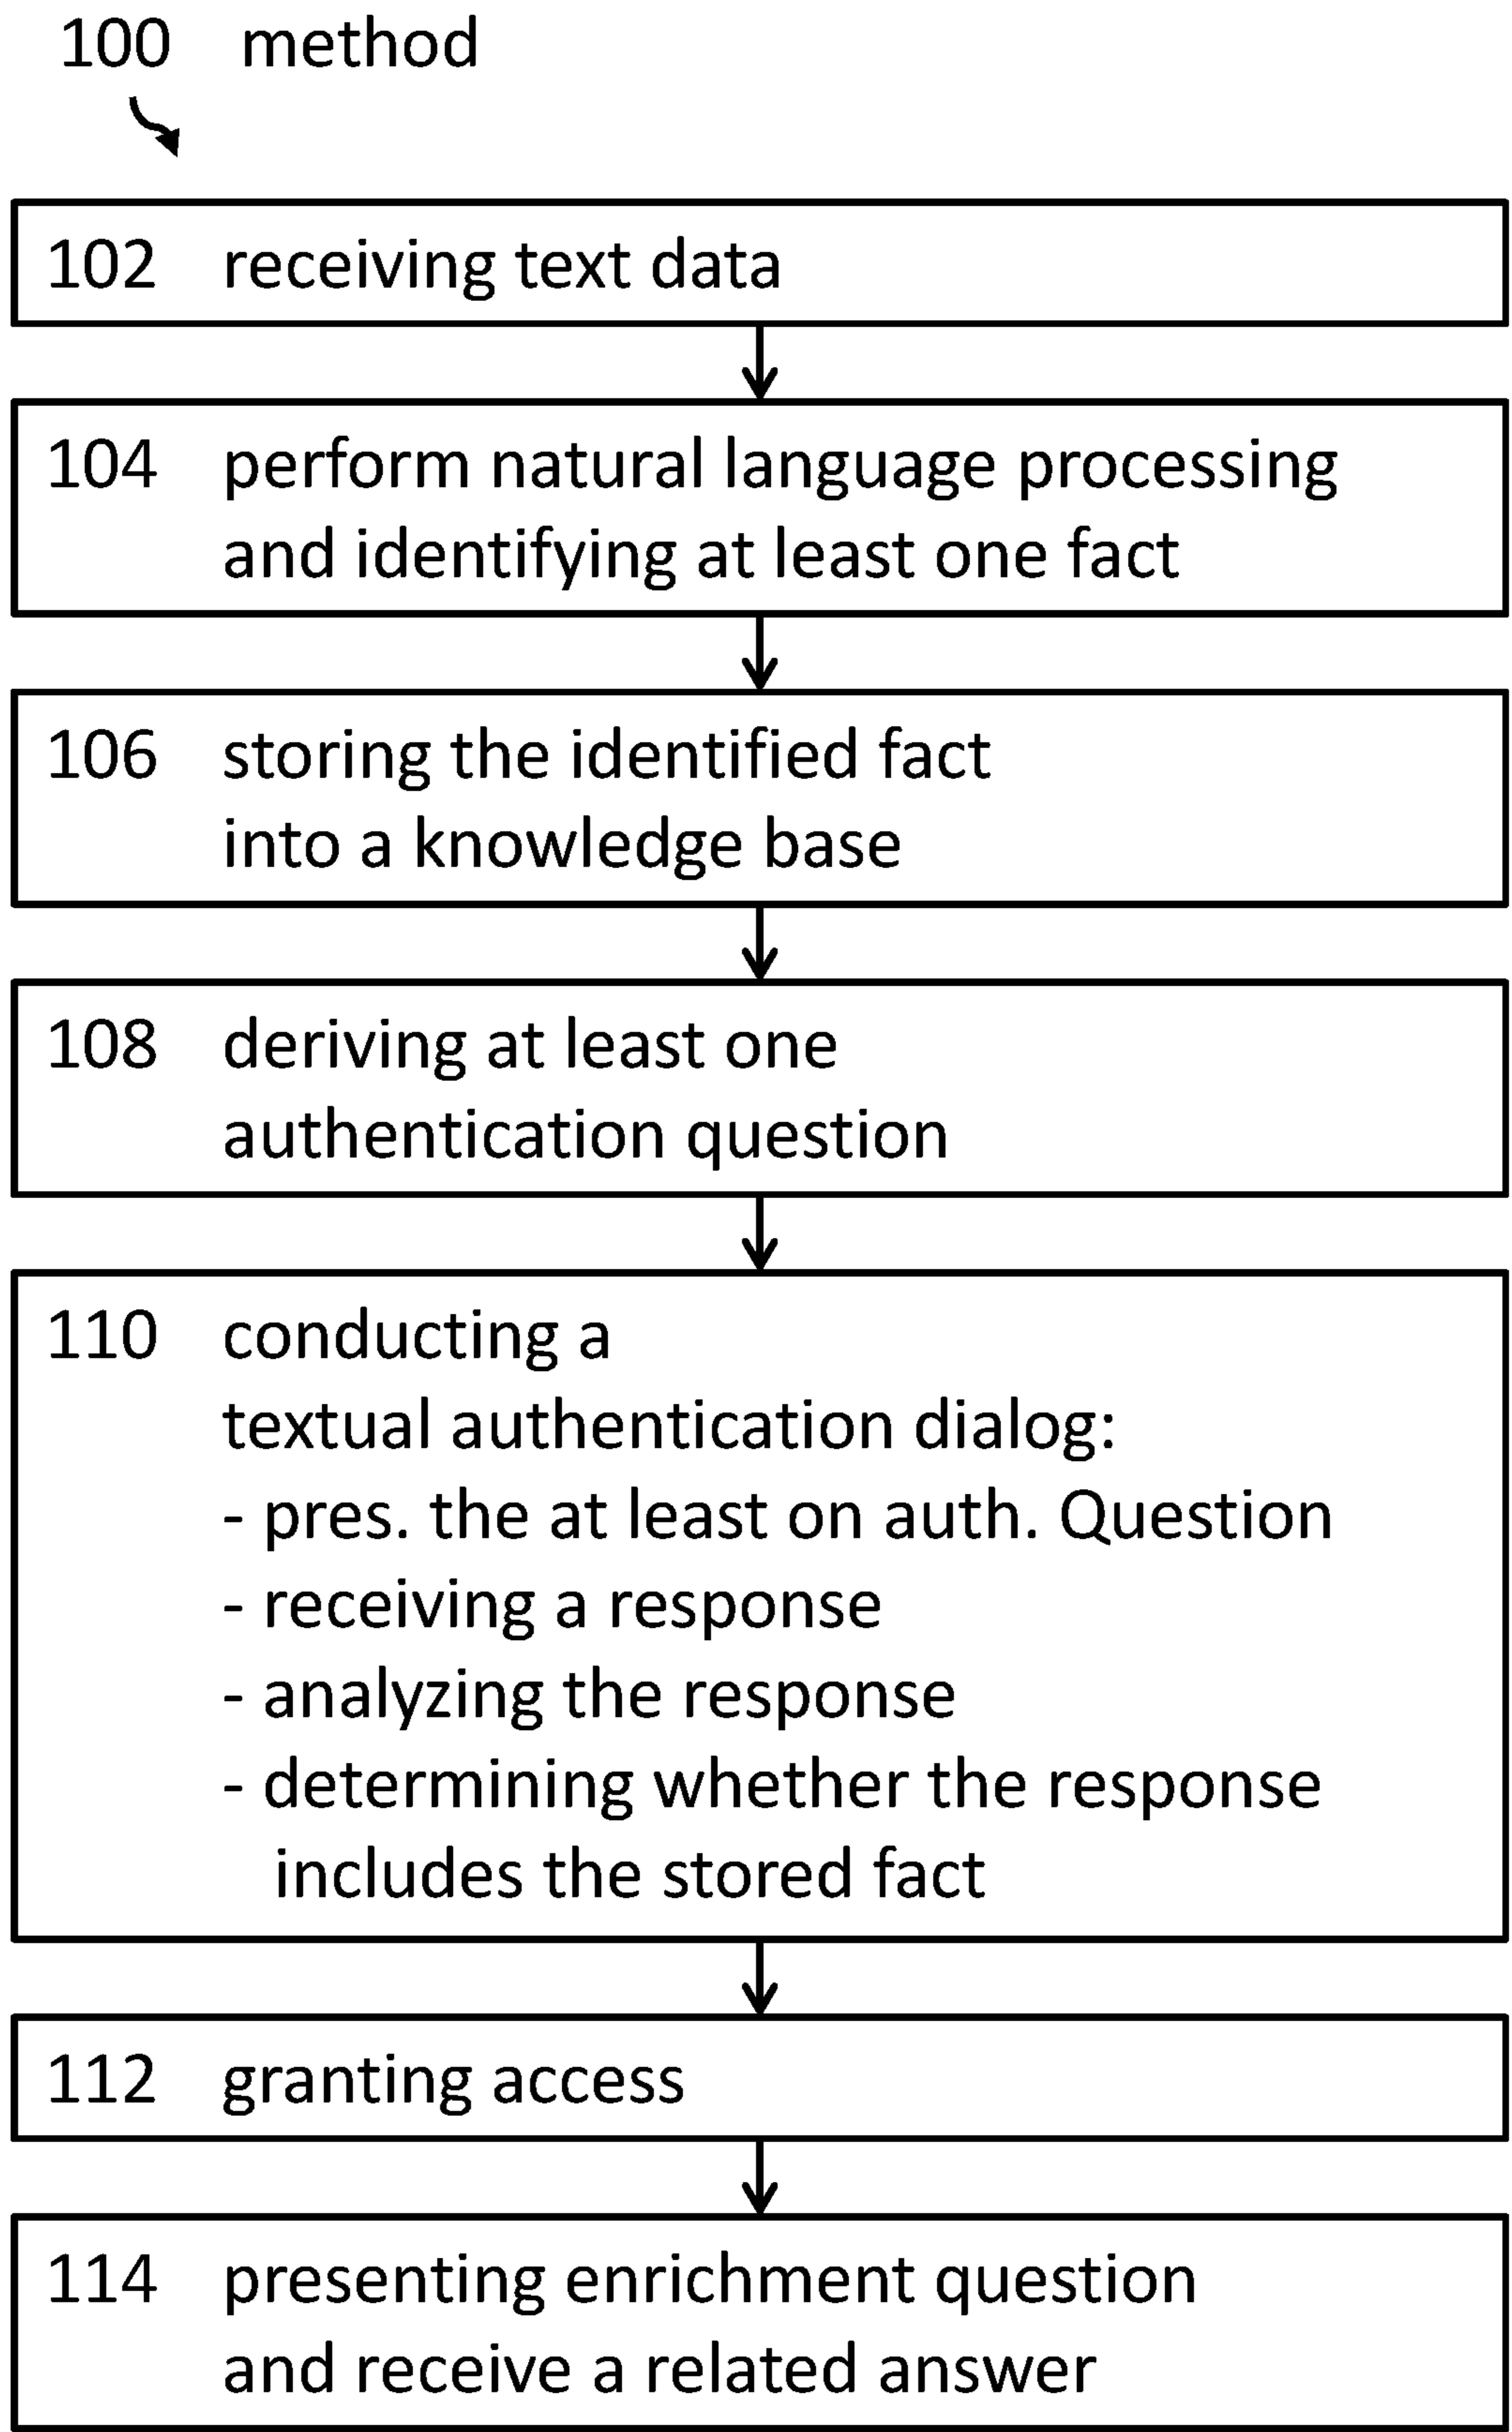 100 method
102 receiving text data
104 perform natural language processing
and identifying at least one fact
106 storing the identified fact
into a knowledge base
108 deriving at least one
authentication question
110 conducting a
textual authentication dialog:
- pres. the at least on auth. Question
- receiving a response
- analyzing the response
- determining whether the response
includes the stored fact
112 granting access
114 presenting enrichment question
and receive a related answer